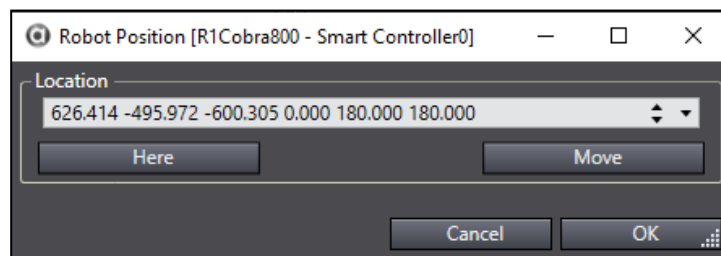 Robot Position [R1Cobra800 - Smart Controller0]
Location
626.414 -495.972 -600.305 0.000 180.000 180.000
Here Move
Cancel OK